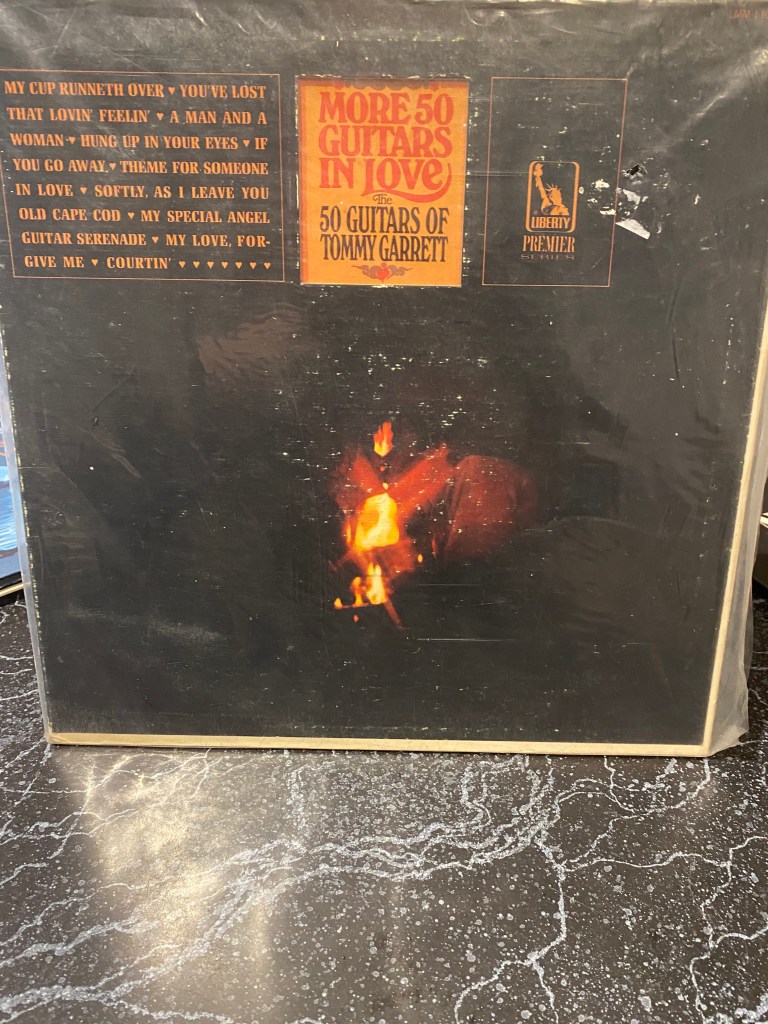 MY CUP RUNNETH OVER ♥ YOU'VE LOST
THAT LOVIN' FEELIN' ♥ A MAN AND A
WOMAN ♥ HUNG UP IN YOUR EYES ♥ IF
YOU GO AWAY ♥ THEME FOR SOMEONE
IN LOVE ♥ SOFTLY, AS I LEAVE YOU
OLD CAPE COD ♥ MY SPECIAL ANGEL
GUITAR SERENADE ♥ MY LOVE, FOR-
GIVE ME ♥ COURTIN' ♥ ♥ ♥ ♥ ♥ ♥ ♥
MORE 50
GUITARS
IN LOVE
The
50 GUITARS OF
TOMMY GARRETT
LIBERTY
PREMIER
SERIES